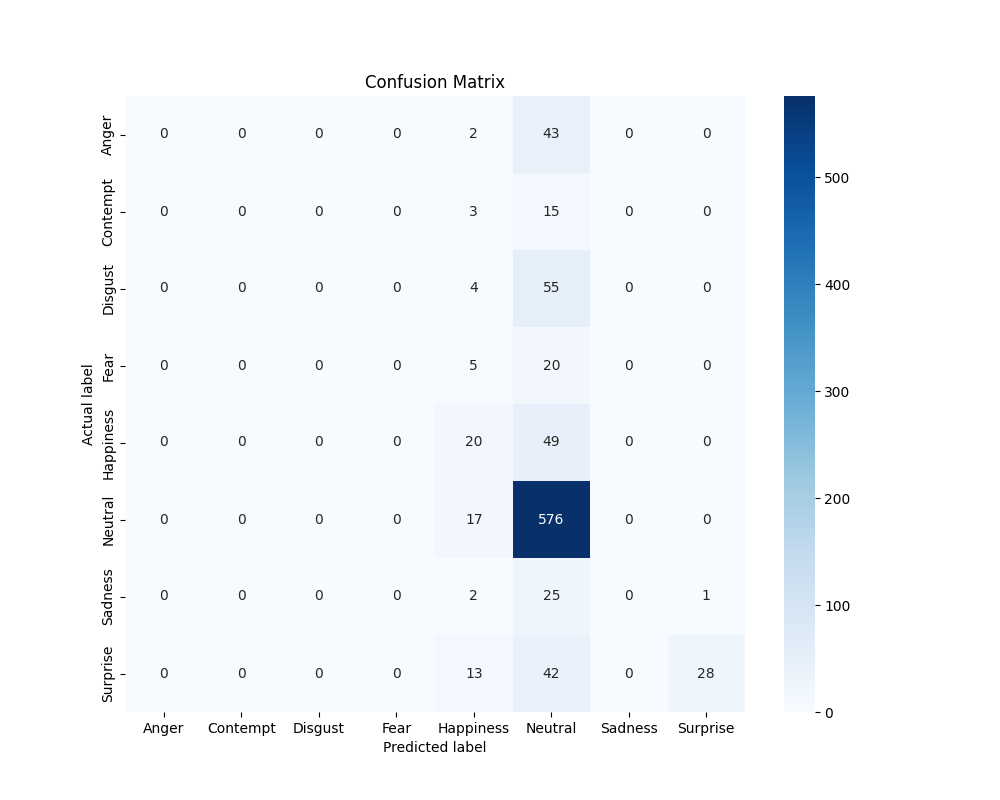 Confusion Matrix
Anger 0 0 0 0 2 43 0 0
Contempt 0 0 0 0 3 15 0 0
Disgust 0 0 0 0 4 55 0 0
Fear 0 0 0 0 5 20 0 0
Happiness 0 0 0 0 20 49 0 0
Neutral 0 0 0 0 17 576 0 0
Sadness 0 0 0 0 2 25 0 1
Surprise 0 0 0 0 13 42 0 28
Actual label
Anger Contempt Disgust Fear Happiness Neutral Sadness Surprise
Predicted label
500
400
300
200
100
0